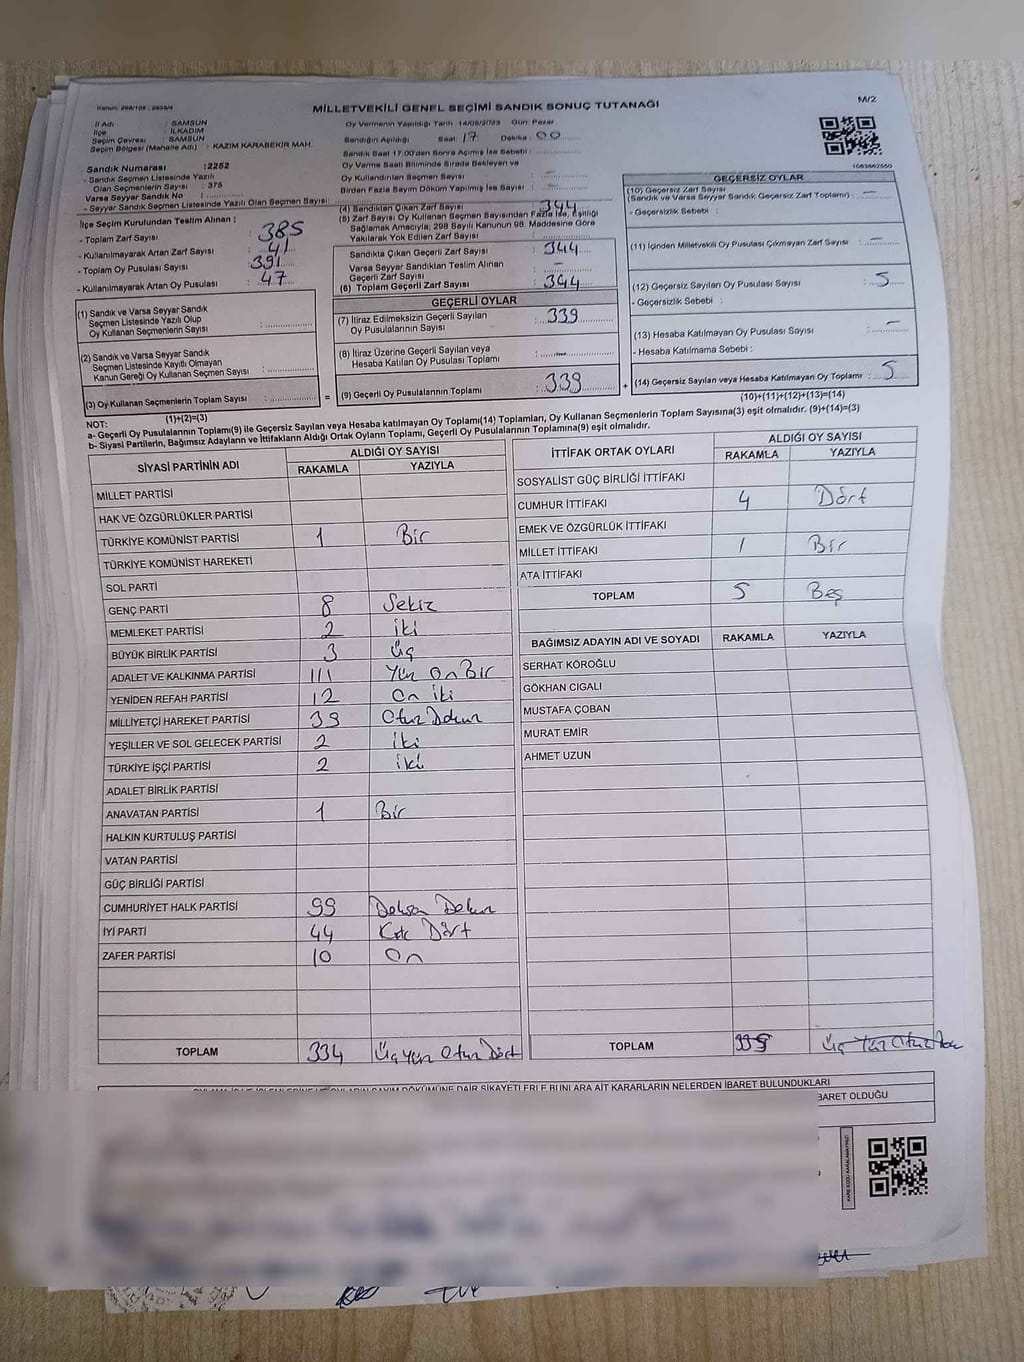 Kanun: 298/108 : 2839/4
MİLLETVEKİLİ GENEL SEÇİMİ SANDIK SONUÇ TUTANAĞI
M/2
İl Adı : SAMSUN
İlçe : İLKADIM
Seçim Çevresi : SAMSUN
Seçim Bölgesi (Mahalle Adı) : KAZIM KARABEKİR MAH.
Sandık Numarası : 2252
- Sandık Seçmen Listesinde Yazılı
Olan Seçmenlerin Sayısı : 375
Varsa Seyyar Sandık No :
- Seyyar Sandık Seçmen Listesinde Yazılı Olan Seçmen Sayısı:
İlçe Seçim Kurulundan Teslim Alınan :
- Toplam Zarf Sayısı : 385
- Kullanılmayarak Artan Zarf Sayısı : 41
- Toplam Oy Pusulası Sayısı : 391
- Kullanılmayarak Artan Oy Pusulası : 47
(1) Sandık ve Varsa Seyyar Sandık
Seçmen Listesinde Yazılı Olup
Oy Kullanan Seçmenlerin Sayısı :
(2) Sandık ve Varsa Seyyar Sandık
Seçmen Listesinde Kayıtlı Olmayan
Kanun Gereği Oy Kullanan Seçmen Sayısı :
(3) Oy Kullanan Seçmenlerin Toplam Sayısı :
(1)+(2)=(3)
Oy Vermenin Yapıldığı Tarih :14/05/2023 Gün: Pazar
Sandığın Açıldığı Saat : 17 Dakika : 00
Sandık Saat 17:00'den Sonra Açılmış İse Sebebi :
Oy Verme Saati Bitiminde Sırada Bekleyen ve
Oy Kullandırılan Seçmen Sayısı : -
Birden Fazla Sayım Döküm Yapılmış İse Sayısı : -
(4) Sandıktan Çıkan Zarf Sayısı : 344
(5) Zarf Sayısı Oy Kullanan Seçmen Sayısından Fazla İse, Eşitliği
Sağlamak Amacıyla; 298 Sayılı Kanunun 98. Maddesine Göre
Yakılarak Yok Edilen Zarf Sayısı :
Sandıkta Çıkan Geçerli Zarf Sayısı : 344
Varsa Seyyar Sandıktan Teslim Alınan
Geçerli Zarf Sayısı : -
(6) Toplam Geçerli Zarf Sayısı : 344
GEÇERLİ OYLAR
(7) İtiraz Edilmeksizin Geçerli Sayılan
Oy Pusulalarının Sayısı : 339
(8) İtiraz Üzerine Geçerli Sayılan veya
Hesaba Katılan Oy Pusulası Toplamı : -
= (9) Geçerli Oy Pusulalarının Toplamı : 339 +
1083662550
GEÇERSİZ OYLAR
(10) Geçersiz Zarf Sayısı
(Sandık ve Varsa Seyyar Sandık Geçersiz Zarf Toplamı) : -
- Geçersizlik Sebebi :
(11) İçinden Milletvekili Oy Pusulası Çıkmayan Zarf Sayısı : -
(12) Geçersiz Sayılan Oy Pusulası Sayısı : 5
- Geçersizlik Sebebi :
(13) Hesaba Katılmayan Oy Pusulası Sayısı : -
- Hesaba Katılmama Sebebi :
(14) Geçersiz Sayılan veya Hesaba Katılmayan Oy Toplamı : 5
(10)+(11)+(12)+(13)=(14)
NOT:
a- Geçerli Oy Pusulalarının Toplamı(9) ile Geçersiz Sayılan veya Hesaba katılmayan Oy Toplamı(14) Toplamları, Oy Kullanan Seçmenlerin Toplam Sayısına(3) eşit olmalıdır. (9)+(14)=(3)
b- Siyasi Partilerin, Bağımsız Adayların ve İttifakların Aldığı Ortak Oyların Toplamı, Geçerli Oy Pusulalarının Toplamına(9) eşit olmalıdır.
SİYASİ PARTİNİN ADI ALDIĞI OY SAYISI
RAKAMLA YAZIYLA
MİLLET PARTİSİ
HAK VE ÖZGÜRLÜKLER PARTİSİ
TÜRKİYE KOMÜNİST PARTİSİ 1 Bir
TÜRKİYE KOMÜNİST HAREKETİ
SOL PARTİ
GENÇ PARTİ 8 Sekiz
MEMLEKET PARTİSİ 2 iki
BÜYÜK BİRLİK PARTİSİ 3 üç
ADALET VE KALKINMA PARTİSİ 111 Yüz On Bir
YENİDEN REFAH PARTİSİ 12 On iki
MİLLİYETÇİ HAREKET PARTİSİ 39 Otuz Dokuz
YEŞİLLER VE SOL GELECEK PARTİSİ 2 iki
TÜRKİYE İŞÇİ PARTİSİ 2 iki
ADALET BİRLİK PARTİSİ
ANAVATAN PARTİSİ 1 Bir
HALKIN KURTULUŞ PARTİSİ
VATAN PARTİSİ
GÜÇ BİRLİĞİ PARTİSİ
CUMHURİYET HALK PARTİSİ 99 Doksan Dokuz
İYİ PARTİ 44 Kırk Dört
ZAFER PARTİSİ 10 On
TOPLAM 334 Üç Yüz Otuz Dört
İTTİFAK ORTAK OYLARI ALDIĞI OY SAYISI
RAKAMLA YAZIYLA
SOSYALİST GÜÇ BİRLİĞİ İTTİFAKI
CUMHUR İTTİFAKI 4 Dört
EMEK VE ÖZGÜRLÜK İTTİFAKI
MİLLET İTTİFAKI 1 Bir
ATA İTTİFAKI
TOPLAM 5 Beş
BAĞIMSIZ ADAYIN ADI VE SOYADI RAKAMLA YAZIYLA
SERHAT KÖROĞLU
GÖKHAN CIGALI
MUSTAFA ÇOBAN
MURAT EMİR
AHMET UZUN
TOPLAM 339 Üç Yüz Otuz
BARET OLDUĞU